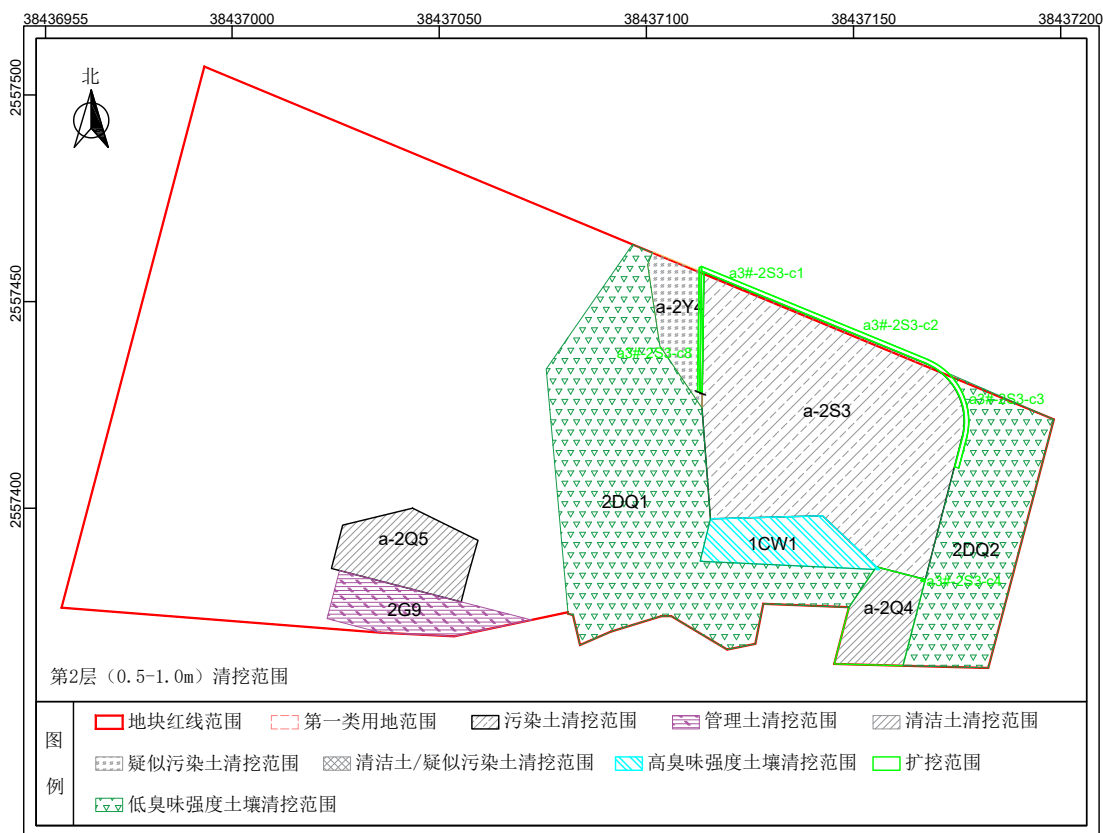 38436955 38437000 38437050 38437100 38437150 38437200
2557500
北
2557450
a3#-2S3-c1
a-2Y4
a3#-2S3-c2
a3#-2S3-c8
a3#-2S3-c3
a-2S3
2557400
2DQ1
a-2Q5
1CW1
2DQ2
a3#-2S3-c4
2G9
a-2Q4
第2层（0.5-1.0m）清挖范围
图例
地块红线范围 第一类用地范围 污染土清挖范围 管理土清挖范围 清洁土清挖范围
疑似污染土清挖范围 清洁土/疑似污染土清挖范围 高臭味强度土壤清挖范围 扩挖范围
低臭味强度土壤清挖范围